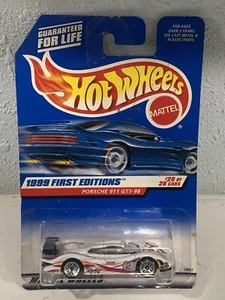 GUARANTEED
FOR LIFE
FOR AGES
OVER 3 YEARS
DIE CAST METAL &
PLASTIC PARTS.
Hot Wheels
MATTEL
1999 FIRST EDITIONS
#25 OF
26 CARS
PORSCHE 911 GT1-98